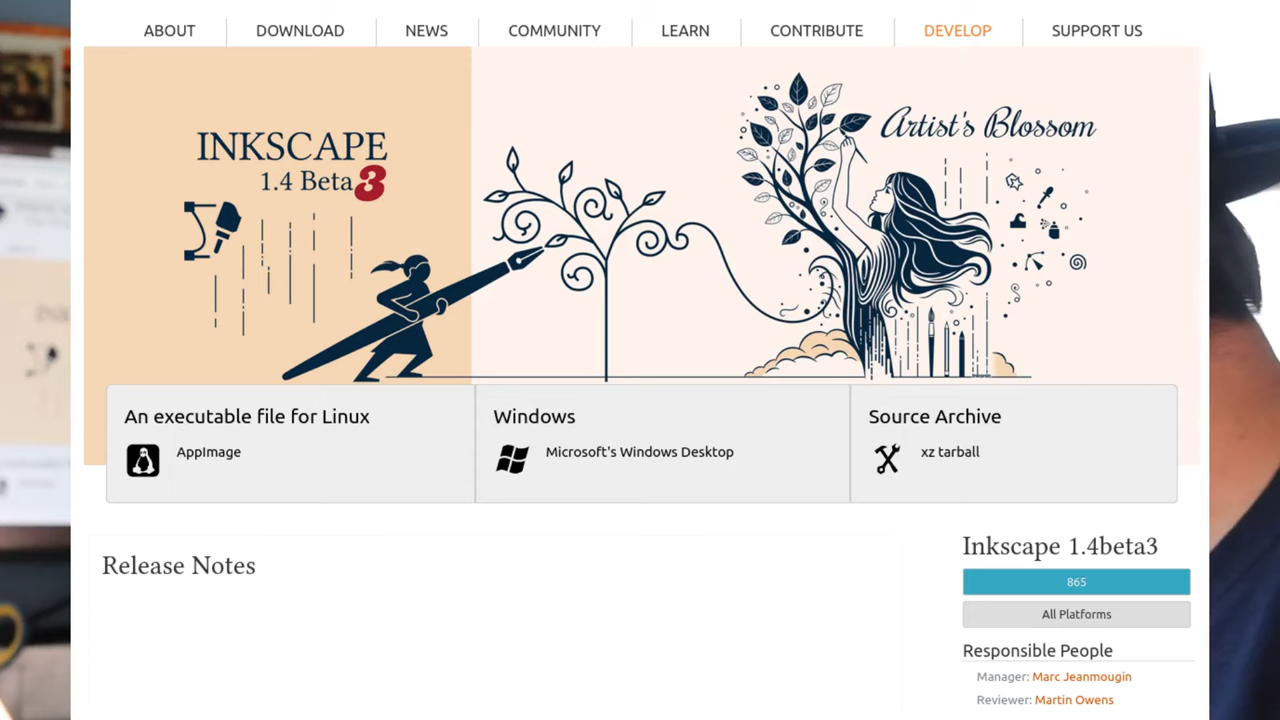 ABOUT
DOWNLOAD
NEWS
COMMUNITY
LEARN
CONTRIBUTE
DEVELOP
SUPPORT US
INKSCAPE
1.4 Beta 3
Artist's Blossom
An executable file for Linux
AppImage
Windows
Microsoft's Windows Desktop
Source Archive
xz tarball
Release Notes
Inkscape 1.4beta3
865
All Platforms
Responsible People
Manager: Marc Jeanmougin
Reviewer: Martin Owens